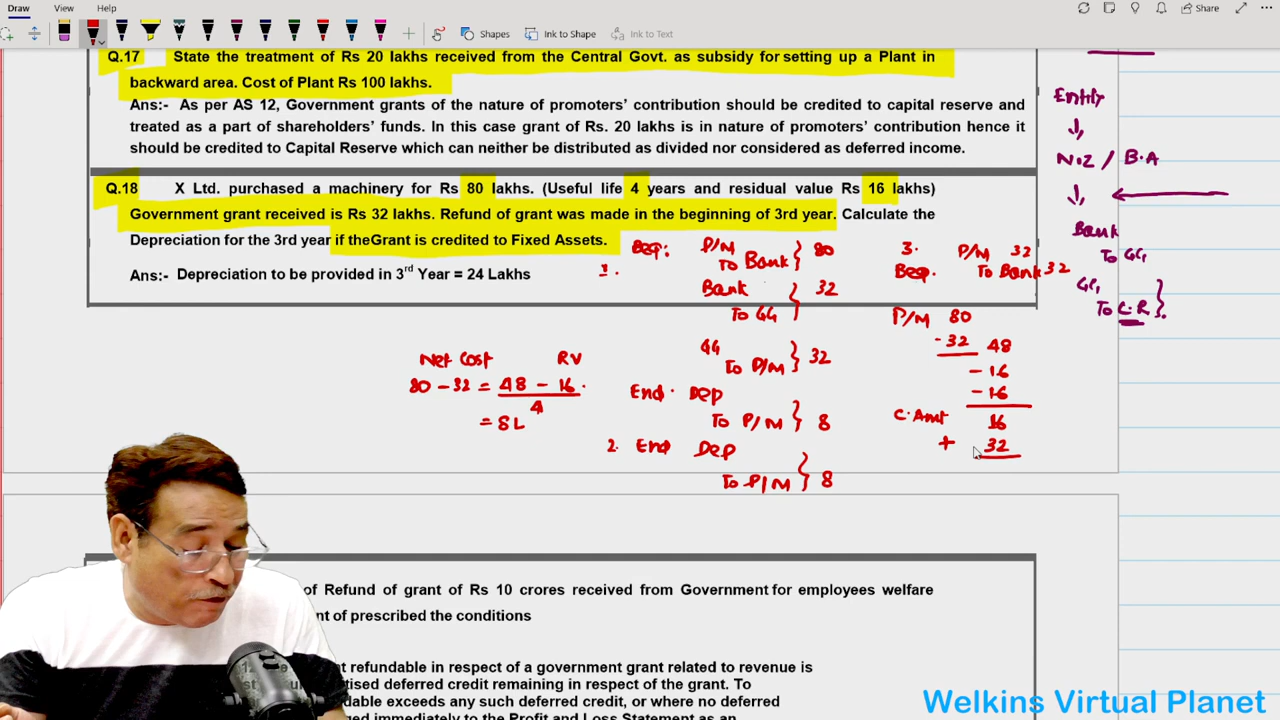 Draw View Help
Shapes Ink to Shape Ink to Text Share
Q.17 State the treatment of Rs 20 lakhs received from the Central Govt. as subsidy for setting up a Plant in
backward area. Cost of Plant Rs 100 lakhs.
Ans:- As per AS 12, Government grants of the nature of promoters' contribution should be credited to capital reserve and
treated as a part of shareholders' funds. In this case grant of Rs. 20 lakhs is in nature of promoters' contribution hence it
should be credited to Capital Reserve which can neither be distributed as divided nor considered as deferred income.
Q.18 X Ltd. purchased a machinery for Rs 80 lakhs. (Useful life 4 years and residual value Rs 16 lakhs)
Government grant received is Rs 32 lakhs. Refund of grant was made in the beginning of 3rd year. Calculate the
Depreciation for the 3rd year if theGrant is credited to Fixed Assets.
Ans:- Depreciation to be provided in 3rd Year = 24 Lakhs
Entity
N.Z / B.A
Bank
To GG
GG
To C.R
1. Beg: P/M
To Bank 80
Bank
To GG 32
GG
To P/M 32
End. Dep
To P/M 8
2. End Dep
To P/M 8
Net Cost RV
80 - 32 = 48 - 16
4
= 8L
3. P/M 32
Beg. To Bank 32
P/M 80
- 32 48
- 16
- 16
C. Amt 16
+ 32
of Refund of grant of Rs 10 crores received from Government for employees welfare
of prescribed the conditions
refundable in respect of a government grant related to revenue is
deferred credit remaining in respect of the grant. To
exceeds any such deferred credit, or where no deferred
immediately to the Profit and Loss Statement as an
Welkins Virtual Planet